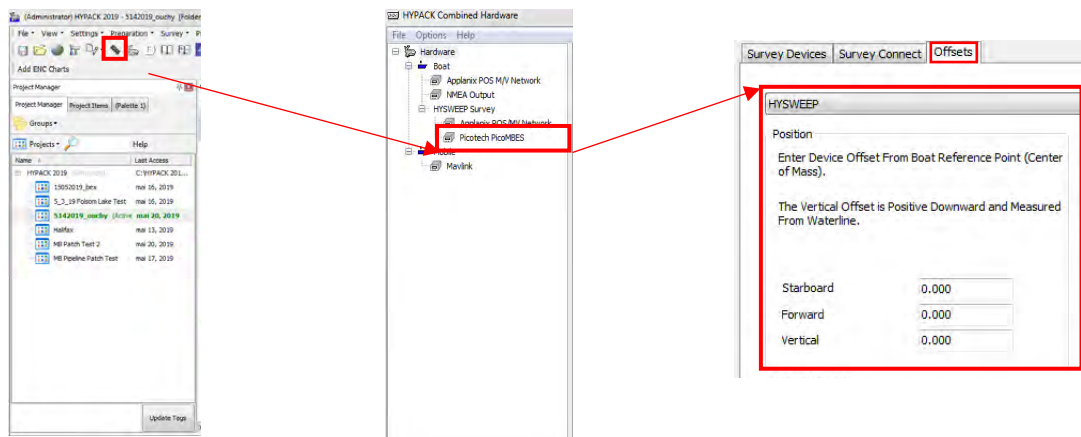 (Administrator) HYPACK 2019 - 5142019_ouchy [Folder
File View Settings Preparation Survey P
Add ENC Charts
Project Manager
Project Manager Project Items (Palette 1)
Groups
Projects Help
Name Last Access
HYPACK 2019 C:\HYPACK 201...
19052019_bex mai 16, 2019
5_3_19 Folsom Lake Test mai 16, 2019
5142019_ouchy (Active mai 20, 2019
Halifax mai 13, 2019
MB Patch Test 2 mai 20, 2019
MB Pipeline Patch Test mai 17, 2019
Update Tags
HYPACK Combined Hardware
File Options Help
Hardware
Boat
Applanix POS M/V Network
NMEA Output
HYSWEEP Survey
Applanix POS/MV Network
Picotech PicoMBES
Mobile
Mavlink
Survey Devices Survey Connect Offsets
HYSWEEP
Position
Enter Device Offset From Boat Reference Point (Center
of Mass).
The Vertical Offset is Positive Downward and Measured
From Waterline.
Starboard 0.000
Forward 0.000
Vertical 0.000